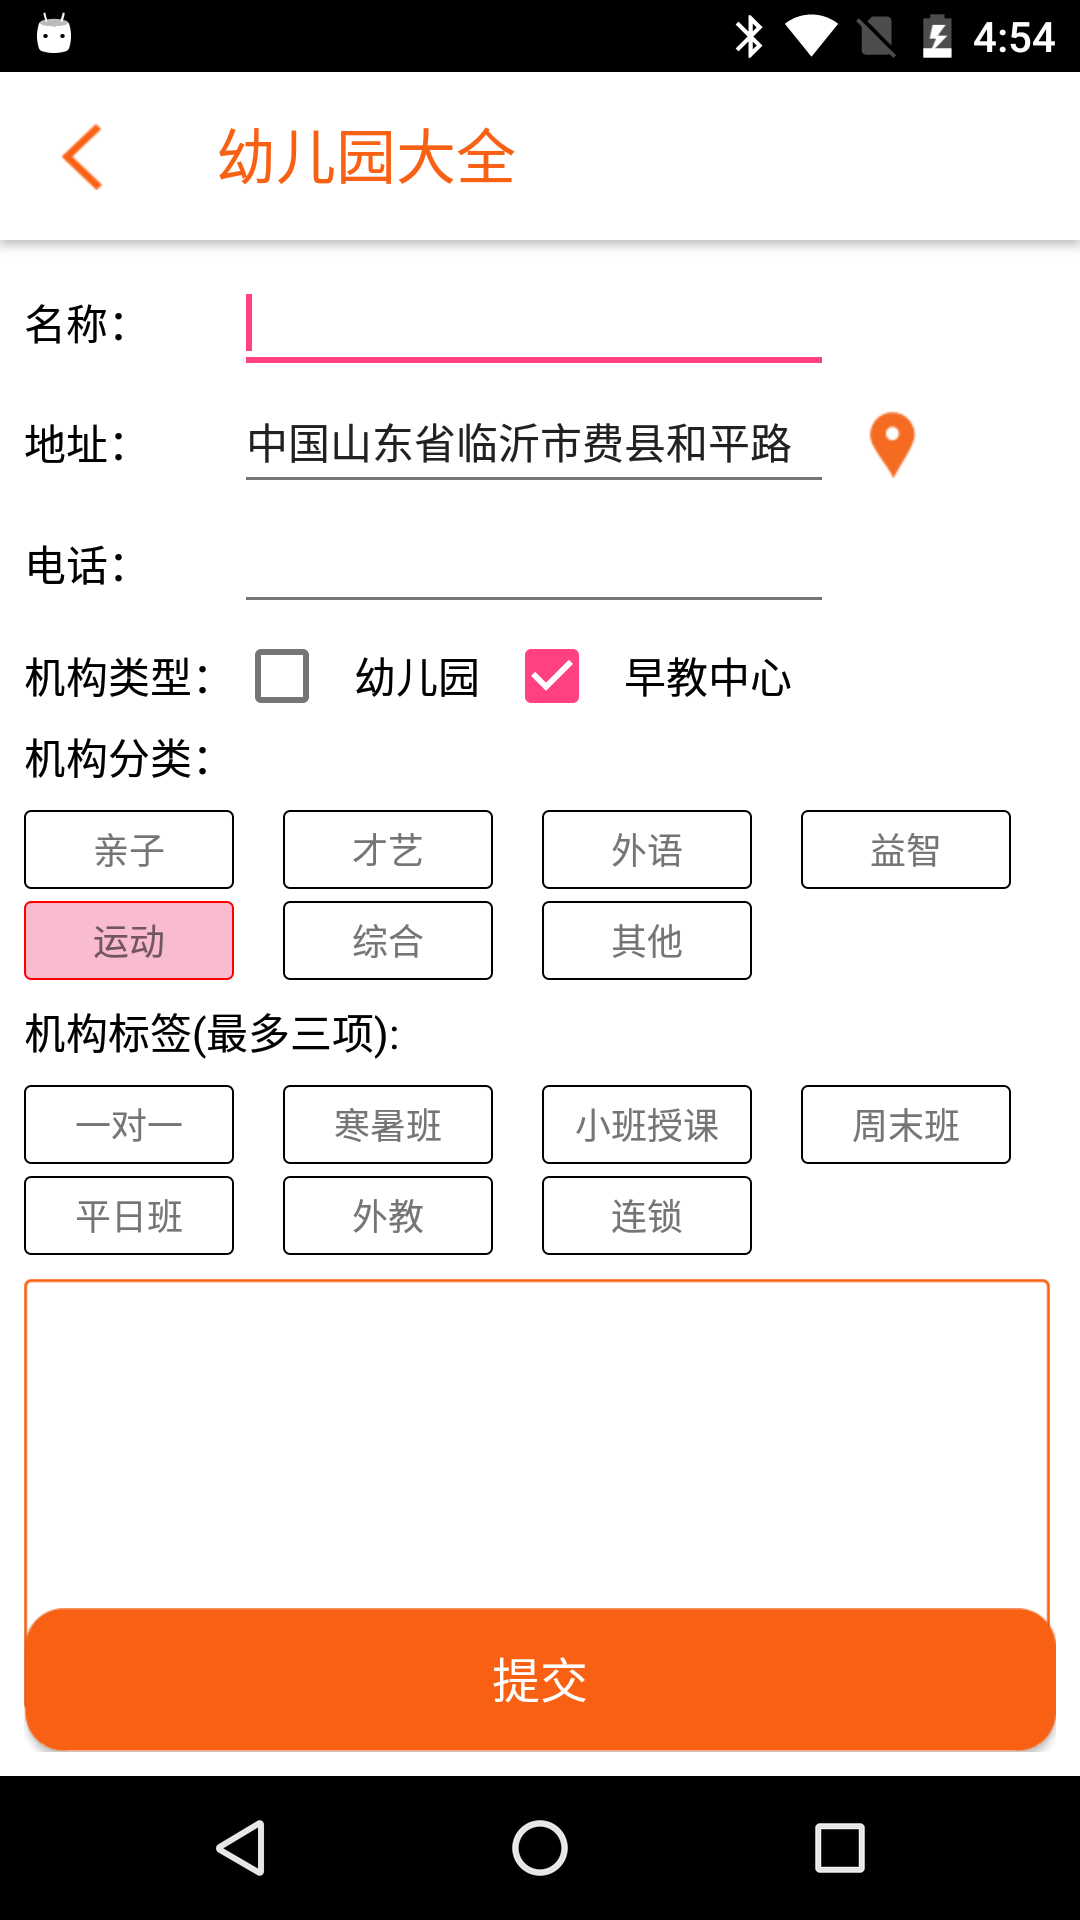 4:54
幼儿园大全
名称：
地址： 中国山东省临沂市费县和平路
电话：
机构类型： 幼儿园 早教中心
机构分类：
亲子 才艺 外语 益智
运动 综合 其他
机构标签(最多三项):
一对一 寒暑班 小班授课 周末班
平日班 外教 连锁
提交